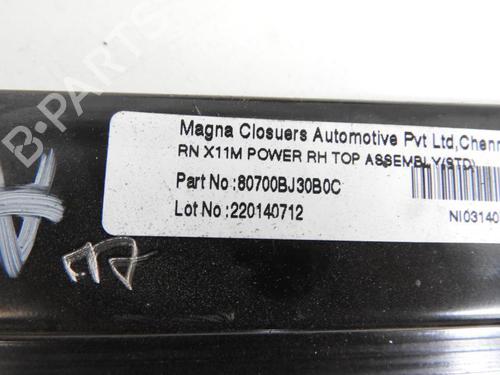 Magna Closuers Automotive Pvt Ltd,Chenn
RN X11M POWER RH TOP ASSEMBLY(STD)
Part No :80700BJ30B0C
Lot No :220140712
NI03140
B-PARTS